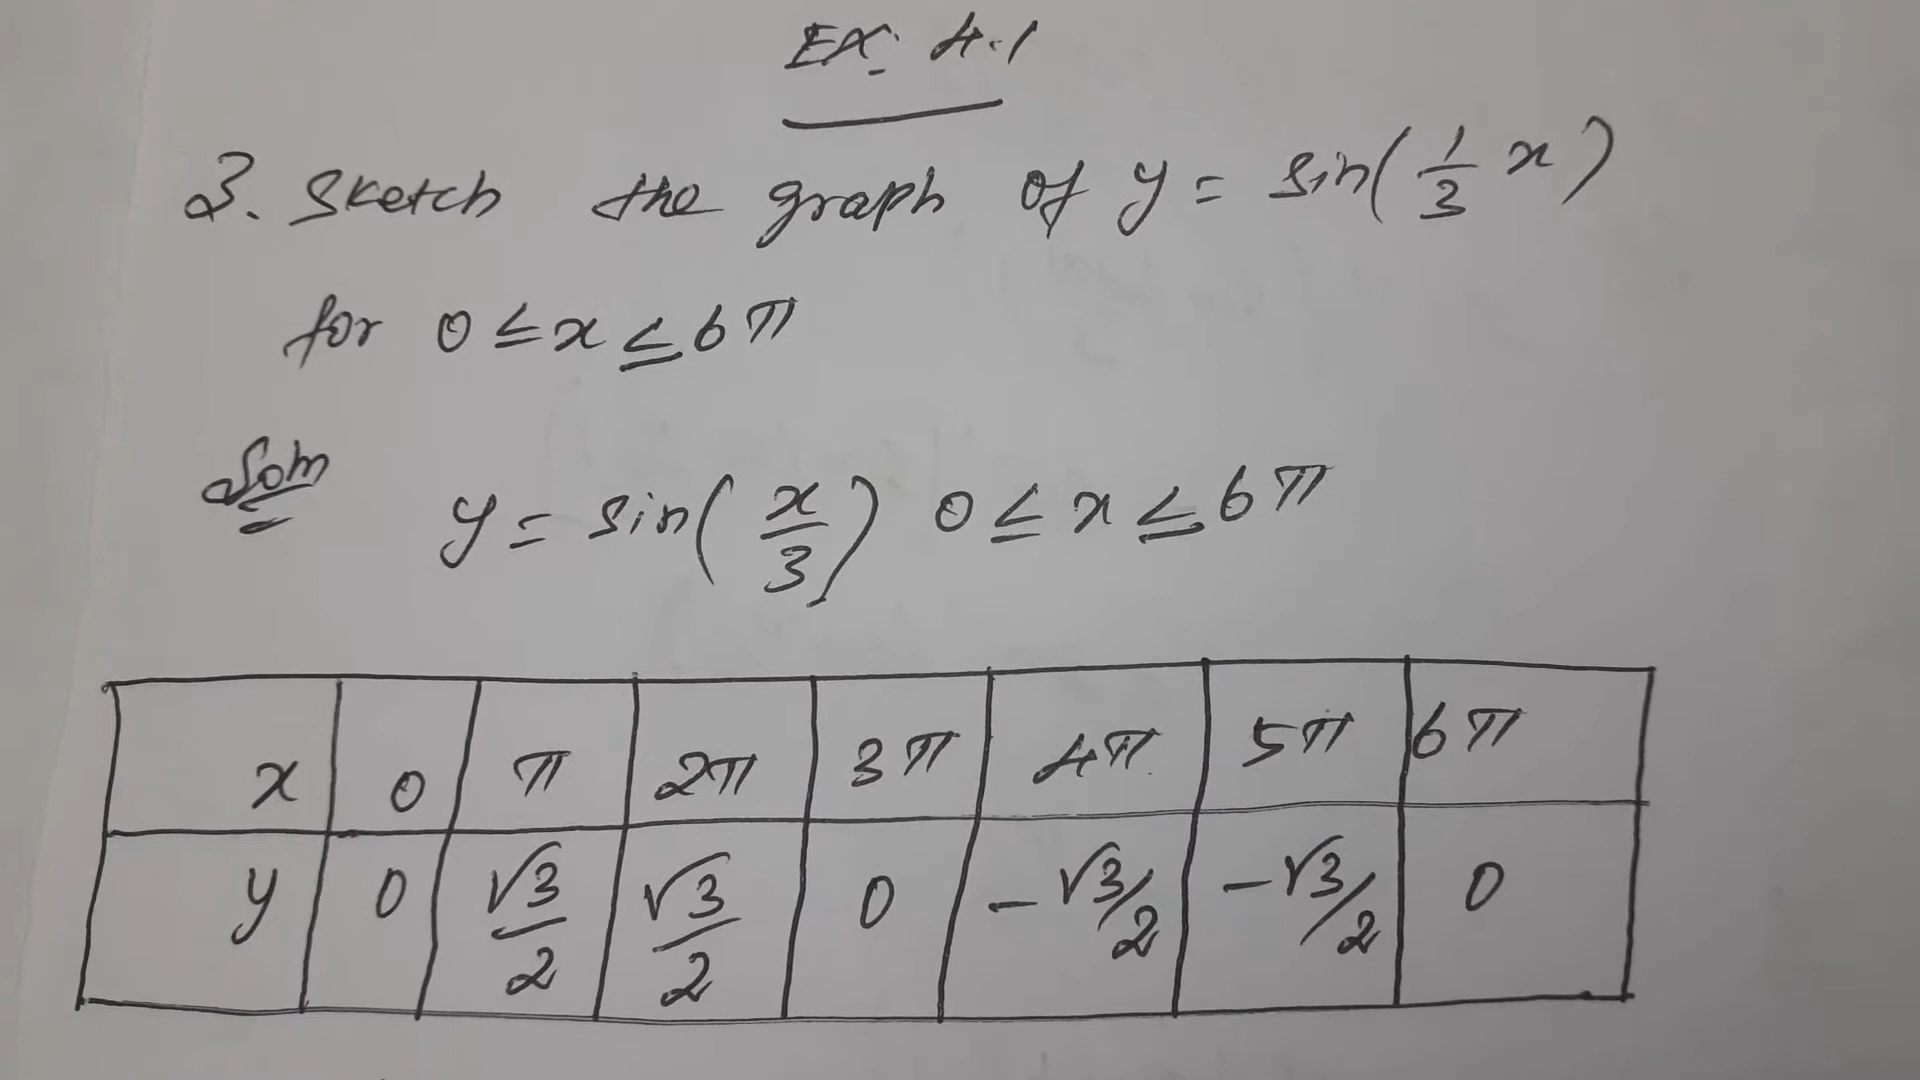 EX: 4.1
3. Sketch the graph of y = sin(1/3 x)
for 0 ≤ x ≤ 6π
Soln
y = sin(x/3) 0 ≤ x ≤ 6π
x 0 π 2π 3π 4π 5π 6π
y 0 √3/2 √3/2 0 -√3/2 -√3/2 0